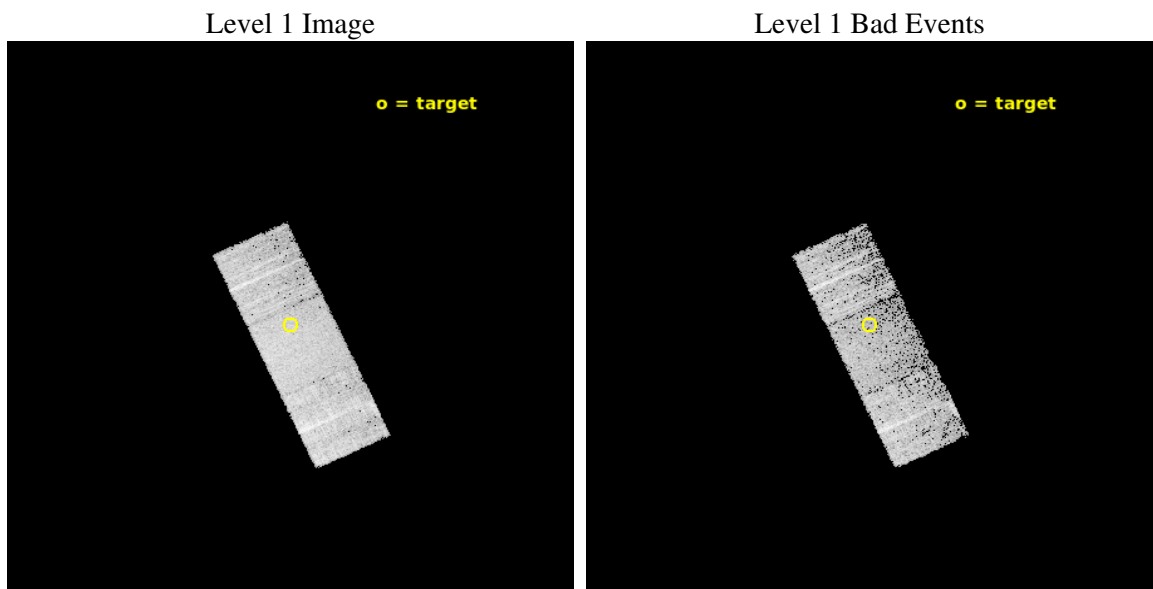 Level 1 Image
Level 1 Bad Events
o = target
o = target